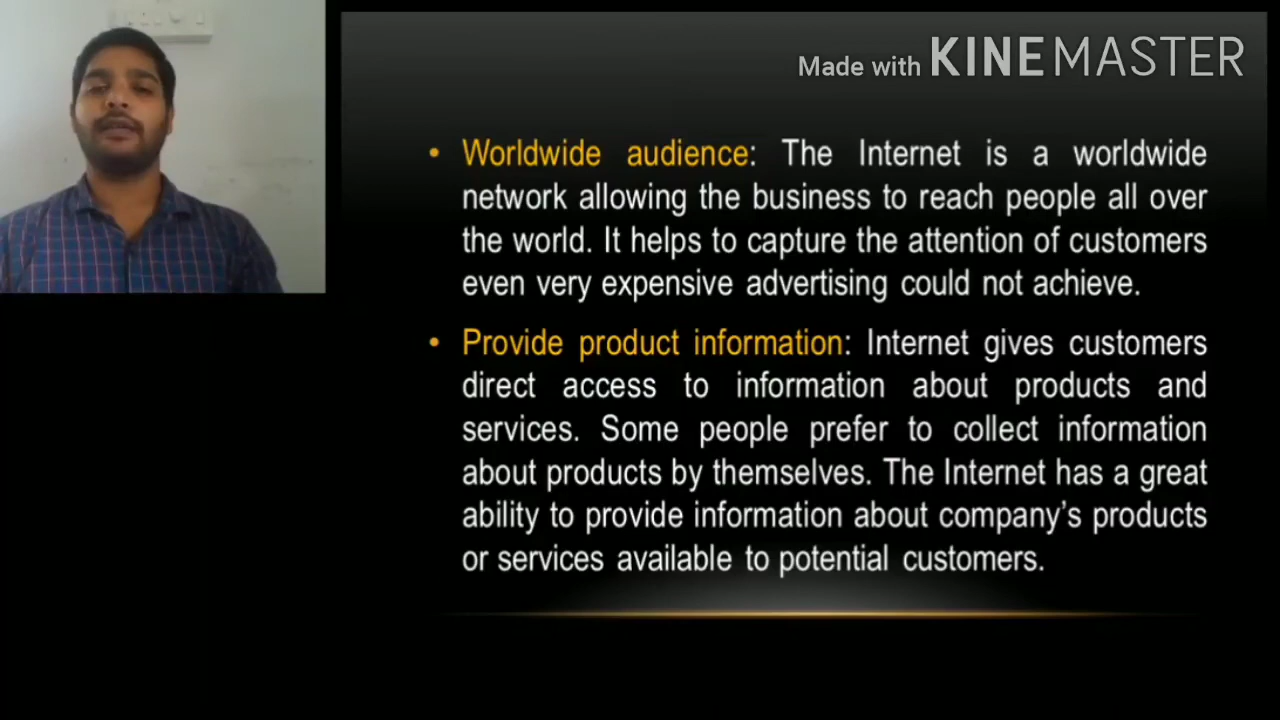 Made with KINEMASTER
• Worldwide audience: The Internet is a worldwide
network allowing the business to reach people all over
the world. It helps to capture the attention of customers
even very expensive advertising could not achieve.
• Provide product information: Internet gives customers
direct access to information about products and
services. Some people prefer to collect information
about products by themselves. The Internet has a great
ability to provide information about company’s products
or services available to potential customers.